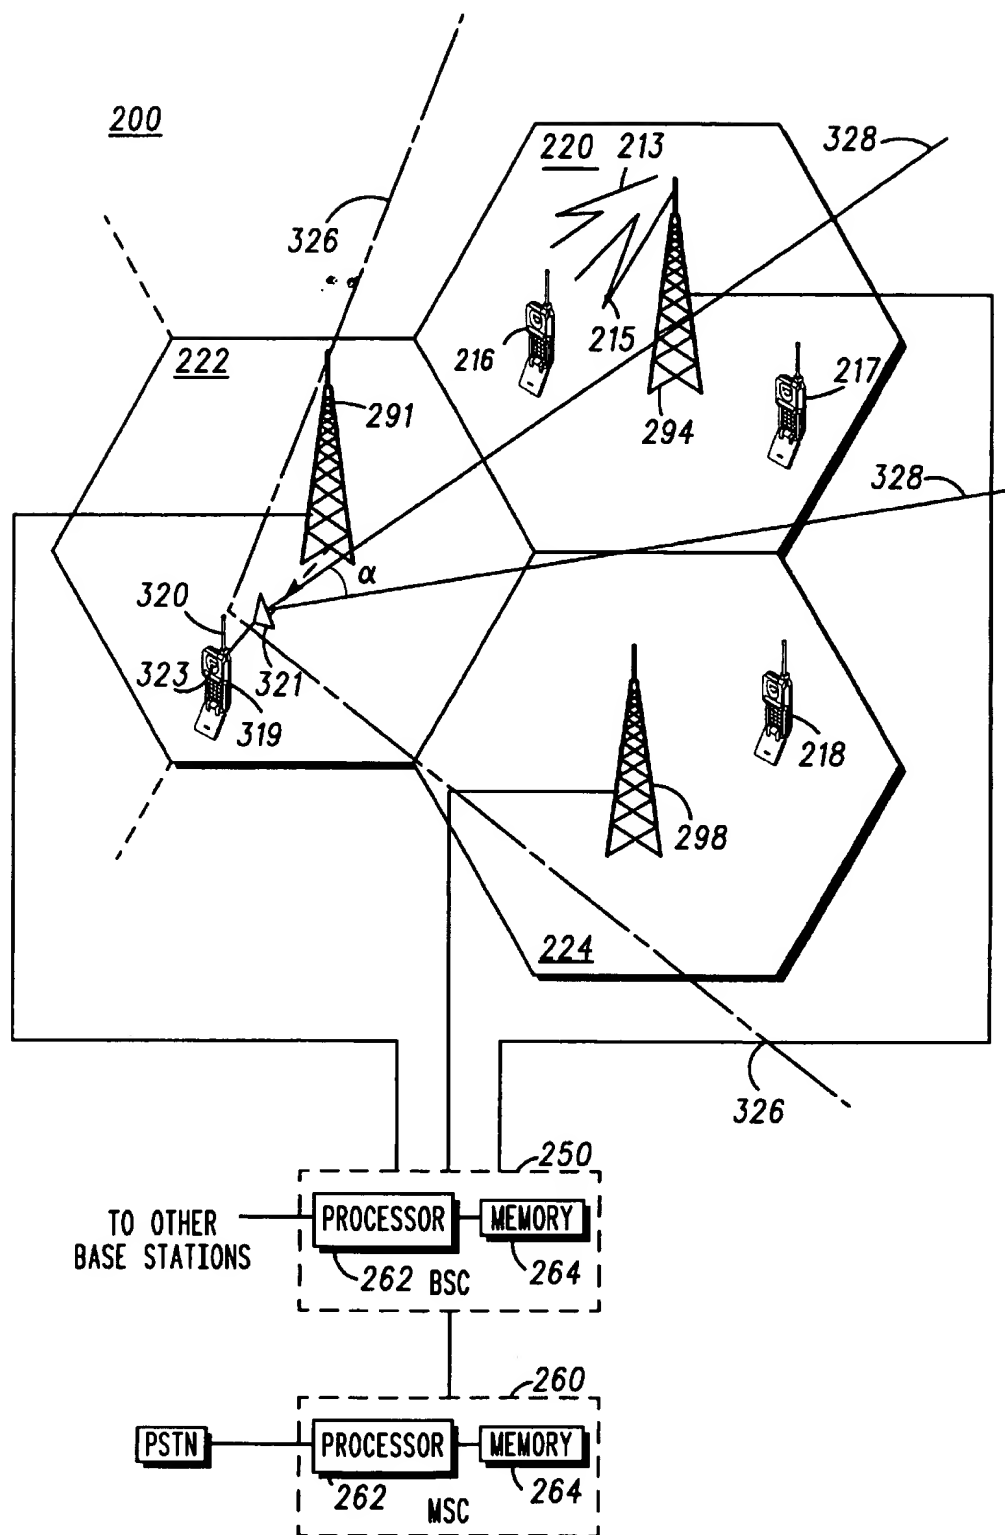 200
220
213
328
326
215
216
217
222
291
294
328
α
320
323
321
319
218
298
224
326
250
TO OTHER
BASE STATIONS
PROCESSOR
MEMORY
262
BSC
264
260
PSTN
PROCESSOR
MEMORY
262
MSC
264